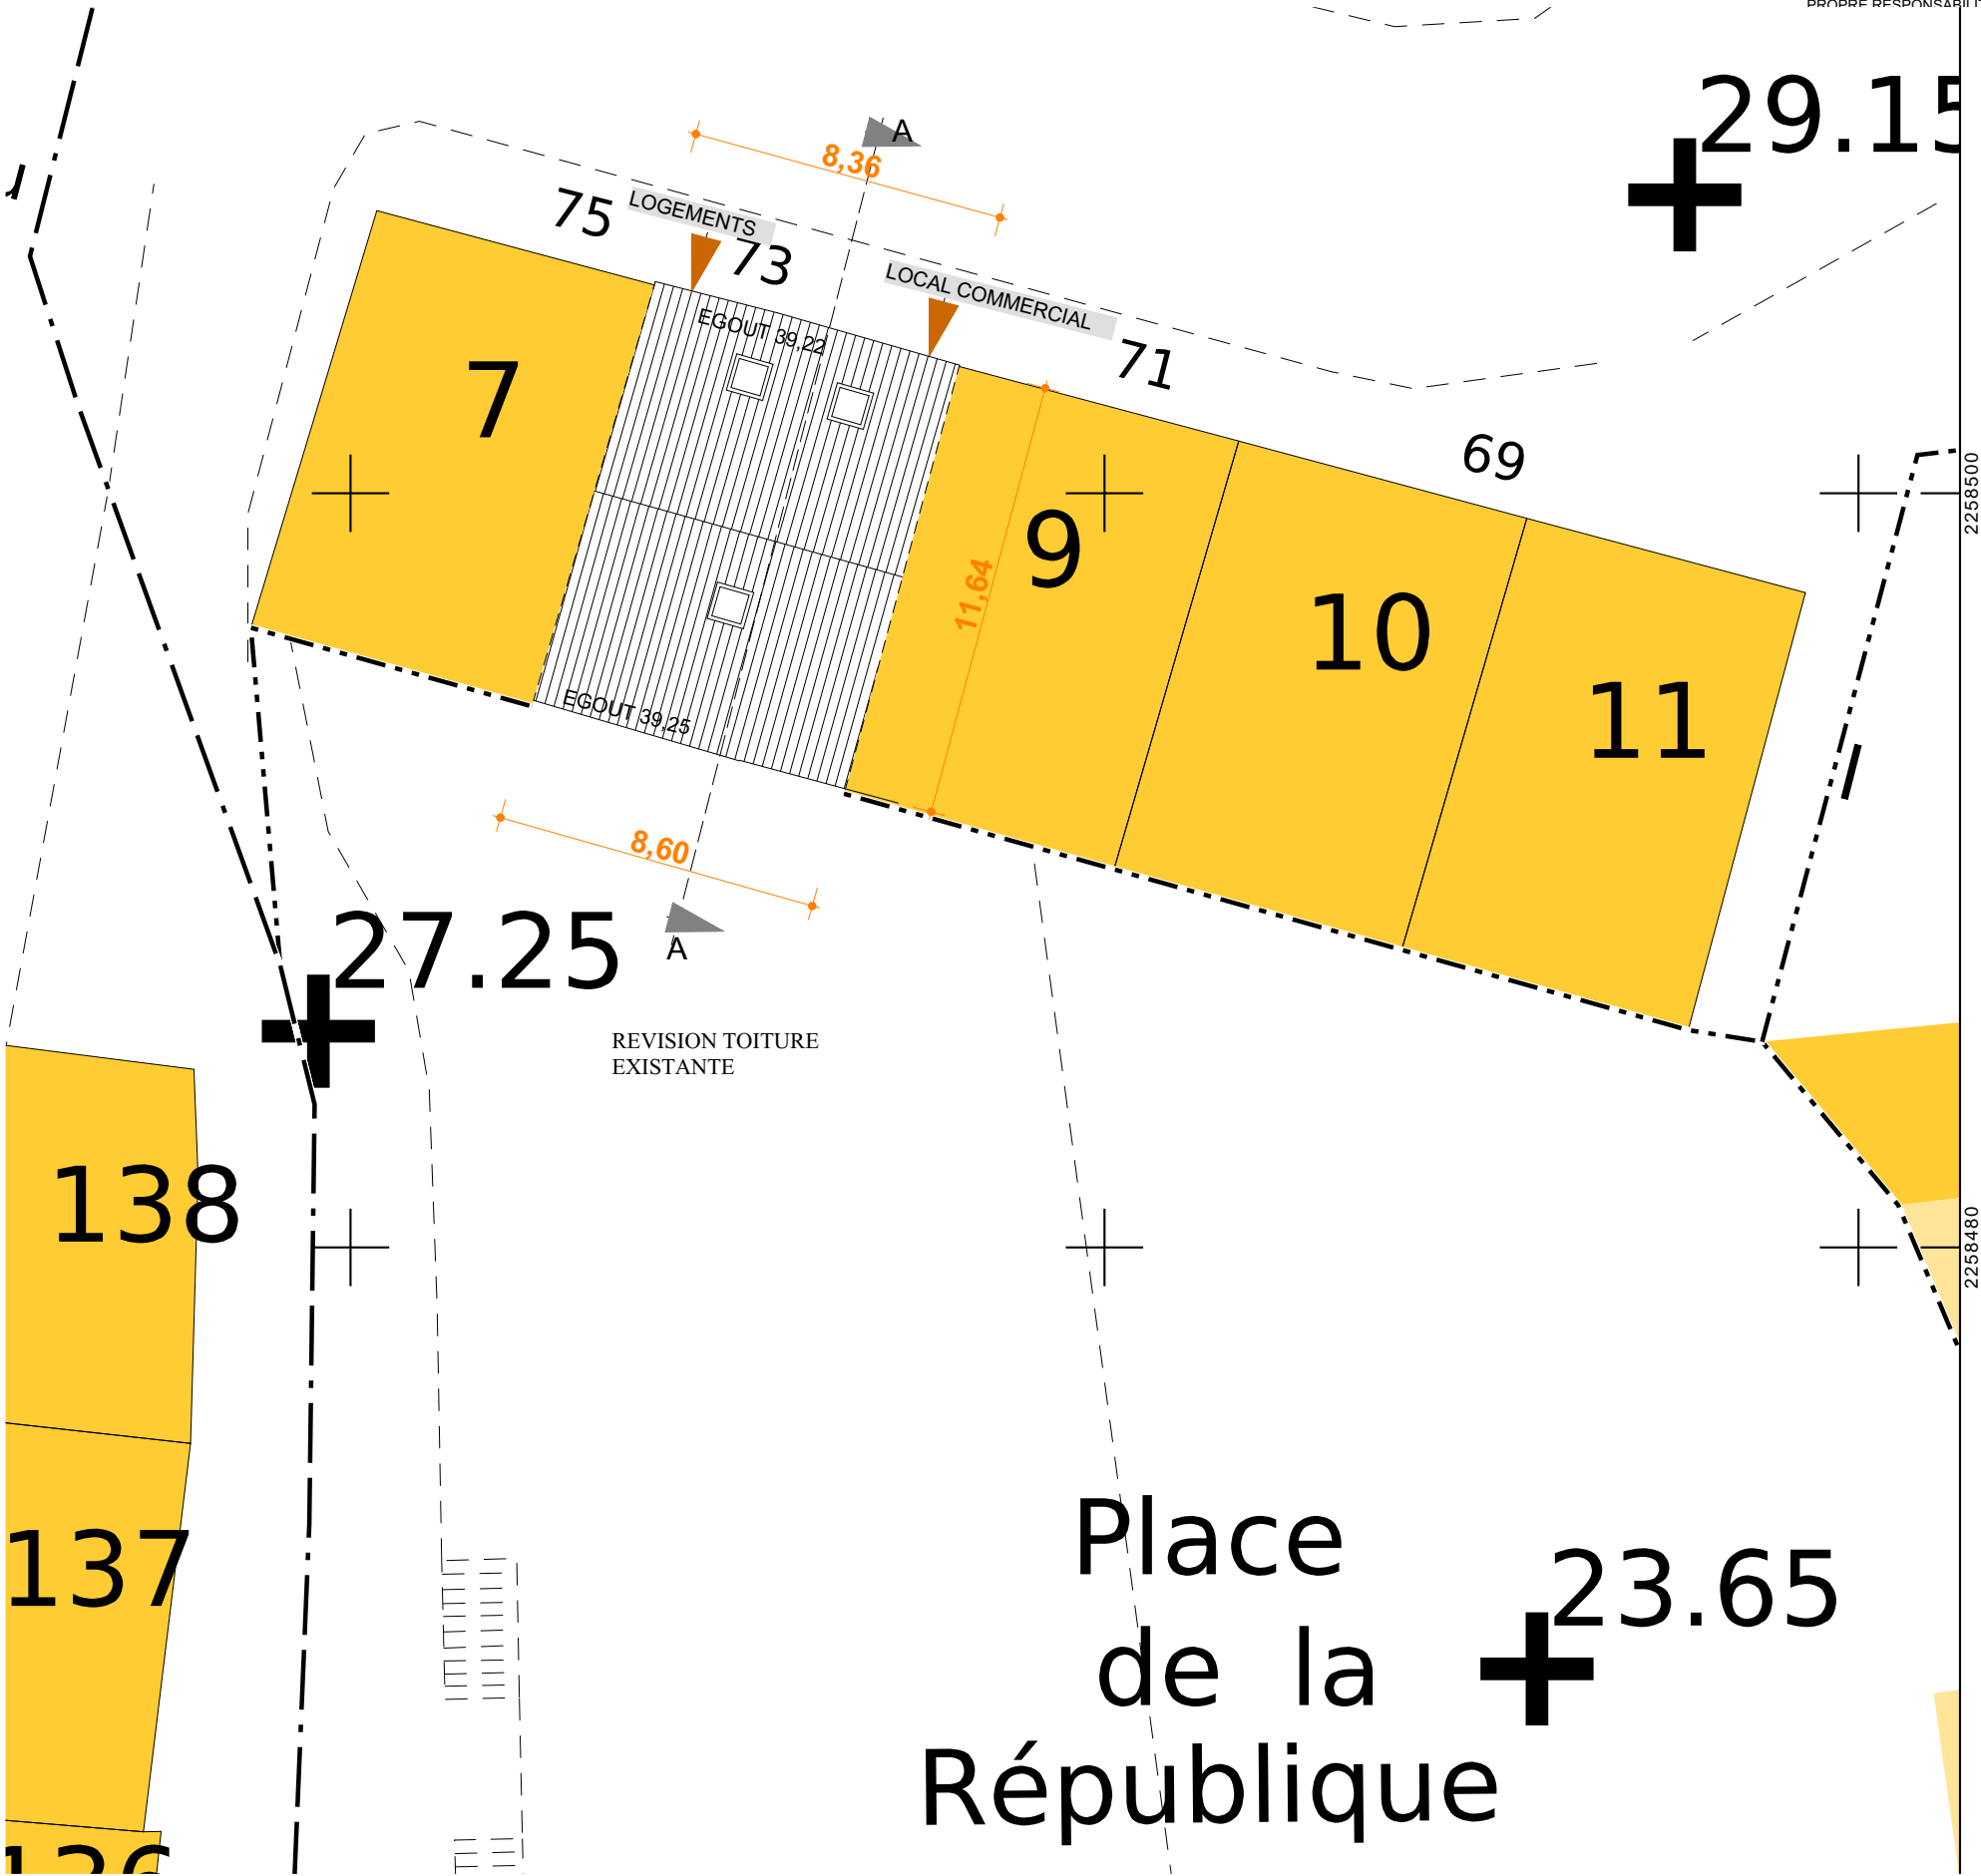 29.15
A
8,36
75
LOGEMENTS
73
LOCAL COMMERCIAL
71
EGOUT 39,22
7
69
2258500
9
11,64
10
11
EGOUT 39,25
8,60
A
27.25
REVISION TOITURE
EXISTANTE
138
2258480
137
Place
de la
République
23.65